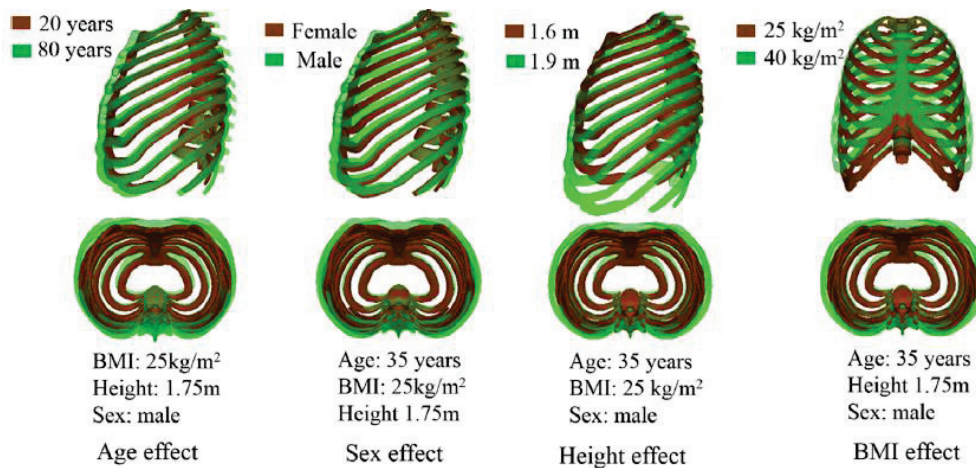 20 years
80 years
Female
Male
1.6 m
1.9 m
25 kg/m²
40 kg/m²
BMI: 25kg/m²
Height: 1.75m
Sex: male
Age effect
Age: 35 years
BMI: 25kg/m²
Height 1.75m
Sex effect
Age: 35 years
BMI: 25 kg/m²
Sex: male
Height effect
Age: 35 years
Height 1.75m
Sex: male
BMI effect